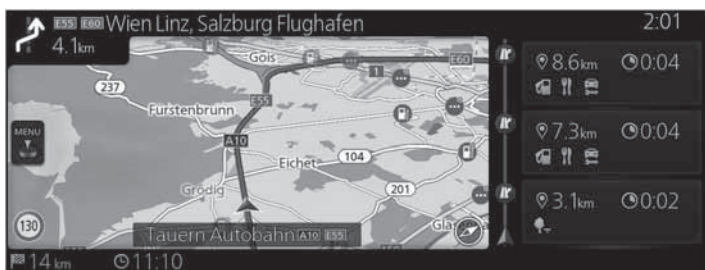 E55 E60 Wien Linz, Salzburg Flughafen
2:01
4.1km
Gois
E60
1
237
Fürstenbrunn
E55
MENU
A10
Eichet
104
Grödig
201
130
Tauern Autobahn A10 E55
14 km
11:10
8.6km 0:04
7.3km 0:04
3.1km 0:02